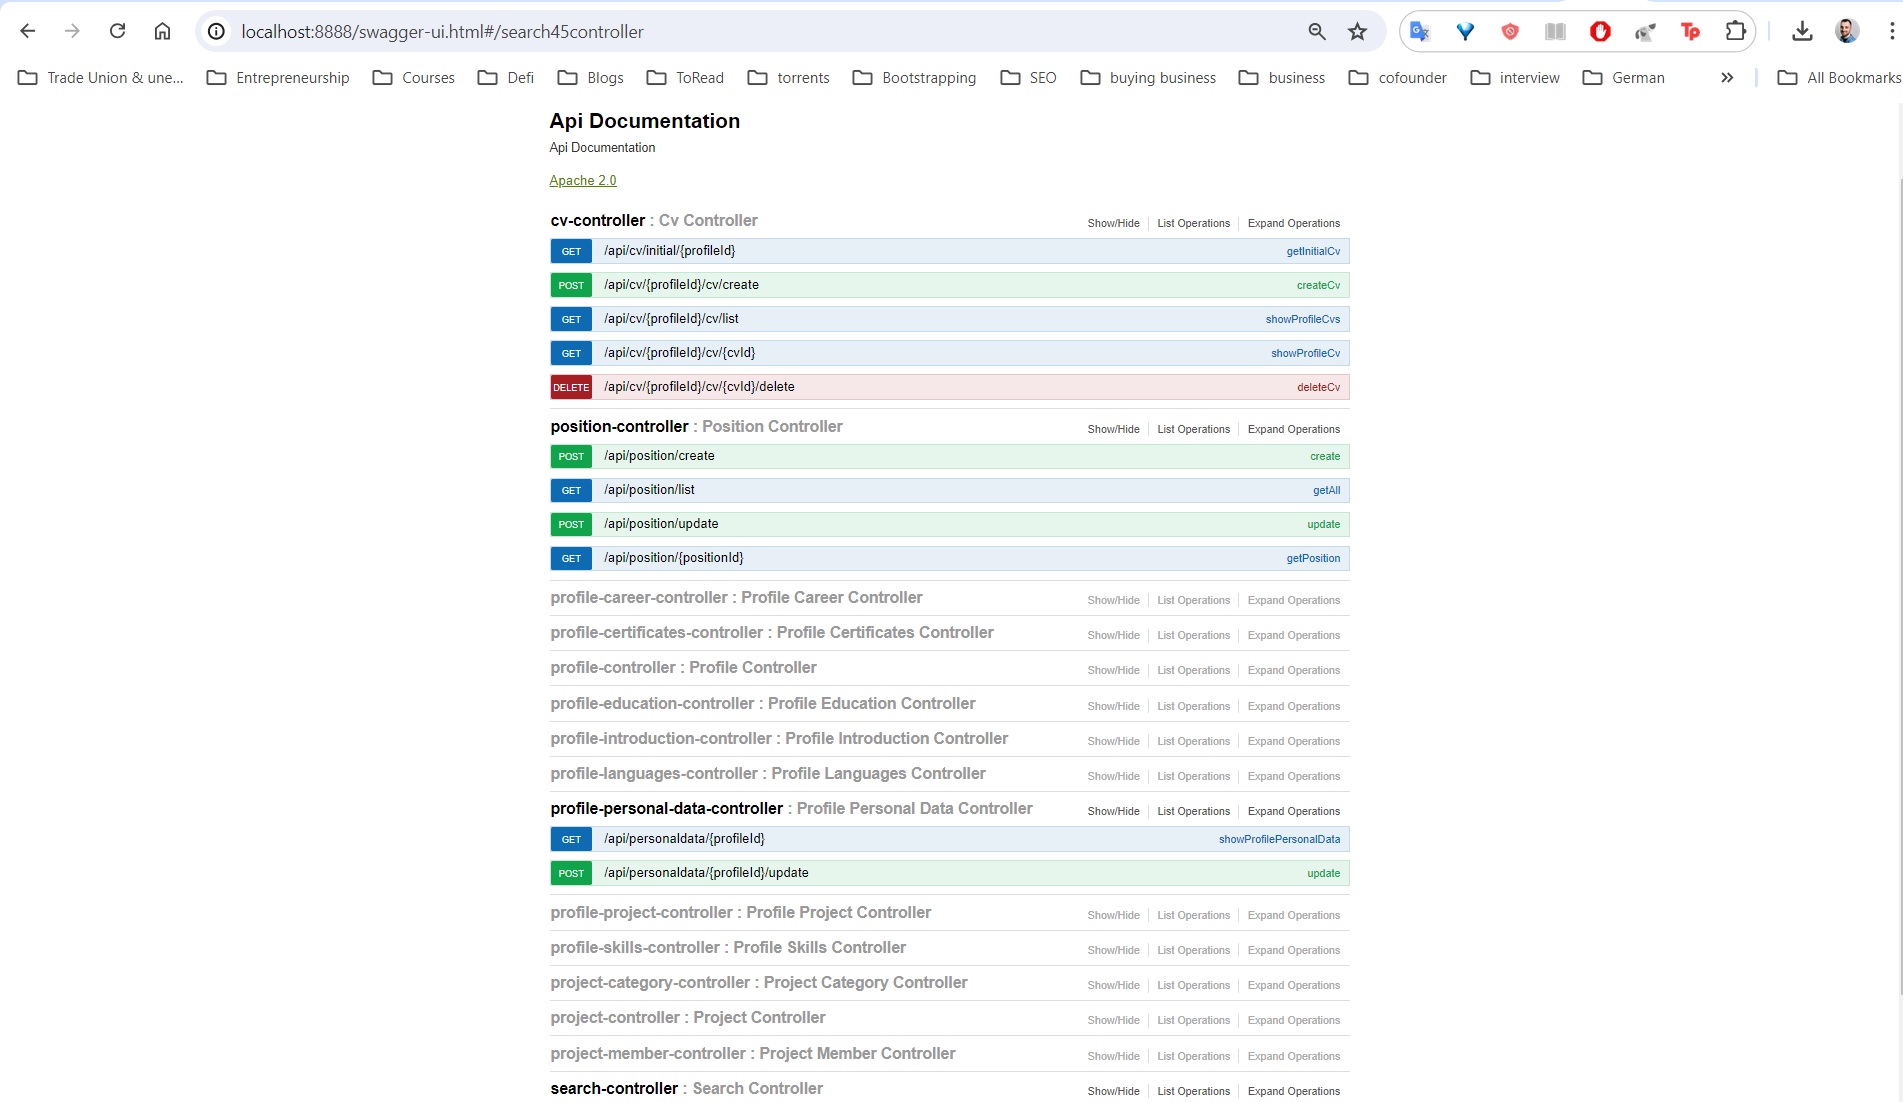 localhost:8888/swagger-ui.html#/search45controller
Trade Union & une... Entrepreneurship Courses Defi Blogs ToRead torrents Bootstrapping SEO buying business business cofounder interview German » All Bookmarks
Api Documentation
Api Documentation
Apache 2.0
cv-controller : Cv Controller Show/Hide List Operations Expand Operations
GET /api/cv/initial/{profileId} getInitialCv
POST /api/cv/{profileId}/cv/create createCv
GET /api/cv/{profileId}/cv/list showProfileCvs
GET /api/cv/{profileId}/cv/{cvId} showProfileCv
DELETE /api/cv/{profileId}/cv/{cvId}/delete deleteCv
position-controller : Position Controller Show/Hide List Operations Expand Operations
POST /api/position/create create
GET /api/position/list getAll
POST /api/position/update update
GET /api/position/{positionId} getPosition
profile-career-controller : Profile Career Controller Show/Hide List Operations Expand Operations
profile-certificates-controller : Profile Certificates Controller Show/Hide List Operations Expand Operations
profile-controller : Profile Controller Show/Hide List Operations Expand Operations
profile-education-controller : Profile Education Controller Show/Hide List Operations Expand Operations
profile-introduction-controller : Profile Introduction Controller Show/Hide List Operations Expand Operations
profile-languages-controller : Profile Languages Controller Show/Hide List Operations Expand Operations
profile-personal-data-controller : Profile Personal Data Controller Show/Hide List Operations Expand Operations
GET /api/personaldata/{profileId} showProfilePersonalData
POST /api/personaldata/{profileId}/update update
profile-project-controller : Profile Project Controller Show/Hide List Operations Expand Operations
profile-skills-controller : Profile Skills Controller Show/Hide List Operations Expand Operations
project-category-controller : Project Category Controller Show/Hide List Operations Expand Operations
project-controller : Project Controller Show/Hide List Operations Expand Operations
project-member-controller : Project Member Controller Show/Hide List Operations Expand Operations
search-controller : Search Controller Show/Hide List Operations Expand Operations